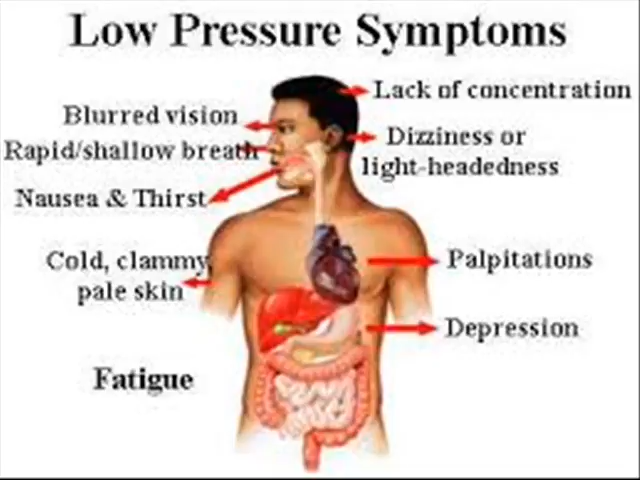 Low Pressure Symptoms
Lack of concentration
Blurred vision
Dizziness or
light-headedness
Rapid/shallow breath
Nausea & Thirst
Cold, clammy,
pale skin
Palpitations
Depression
Fatigue